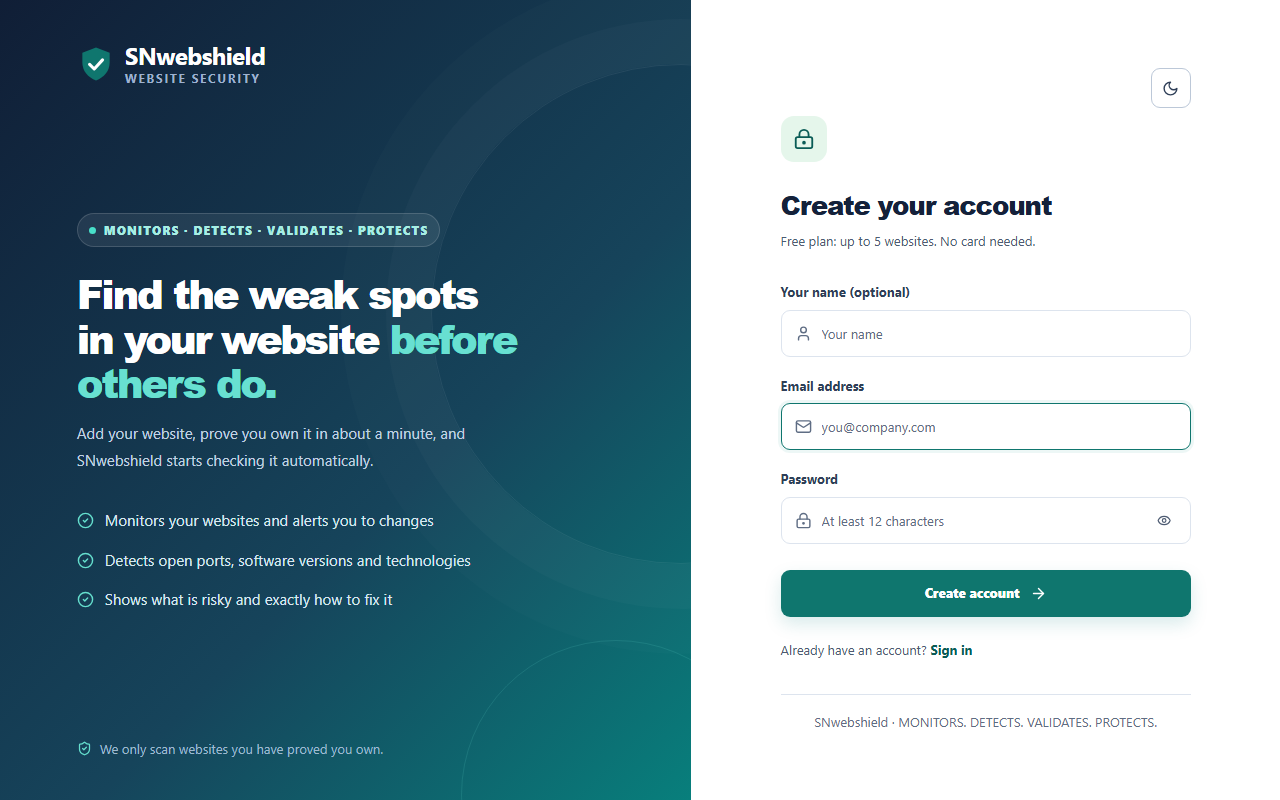 SNwebshield
WEBSITE SECURITY
MONITORS · DETECTS · VALIDATES · PROTECTS
Find the weak spots
in your website before
others do.
Add your website, prove you own it in about a minute, and
SNwebshield starts checking it automatically.
Monitors your websites and alerts you to changes
Detects open ports, software versions and technologies
Shows what is risky and exactly how to fix it
We only scan websites you have proved you own.
Create your account
Free plan: up to 5 websites. No card needed.
Your name (optional)
Your name
Email address
you@company.com
Password
At least 12 characters
Create account
Already have an account? Sign in
SNwebshield · MONITORS. DETECTS. VALIDATES. PROTECTS.